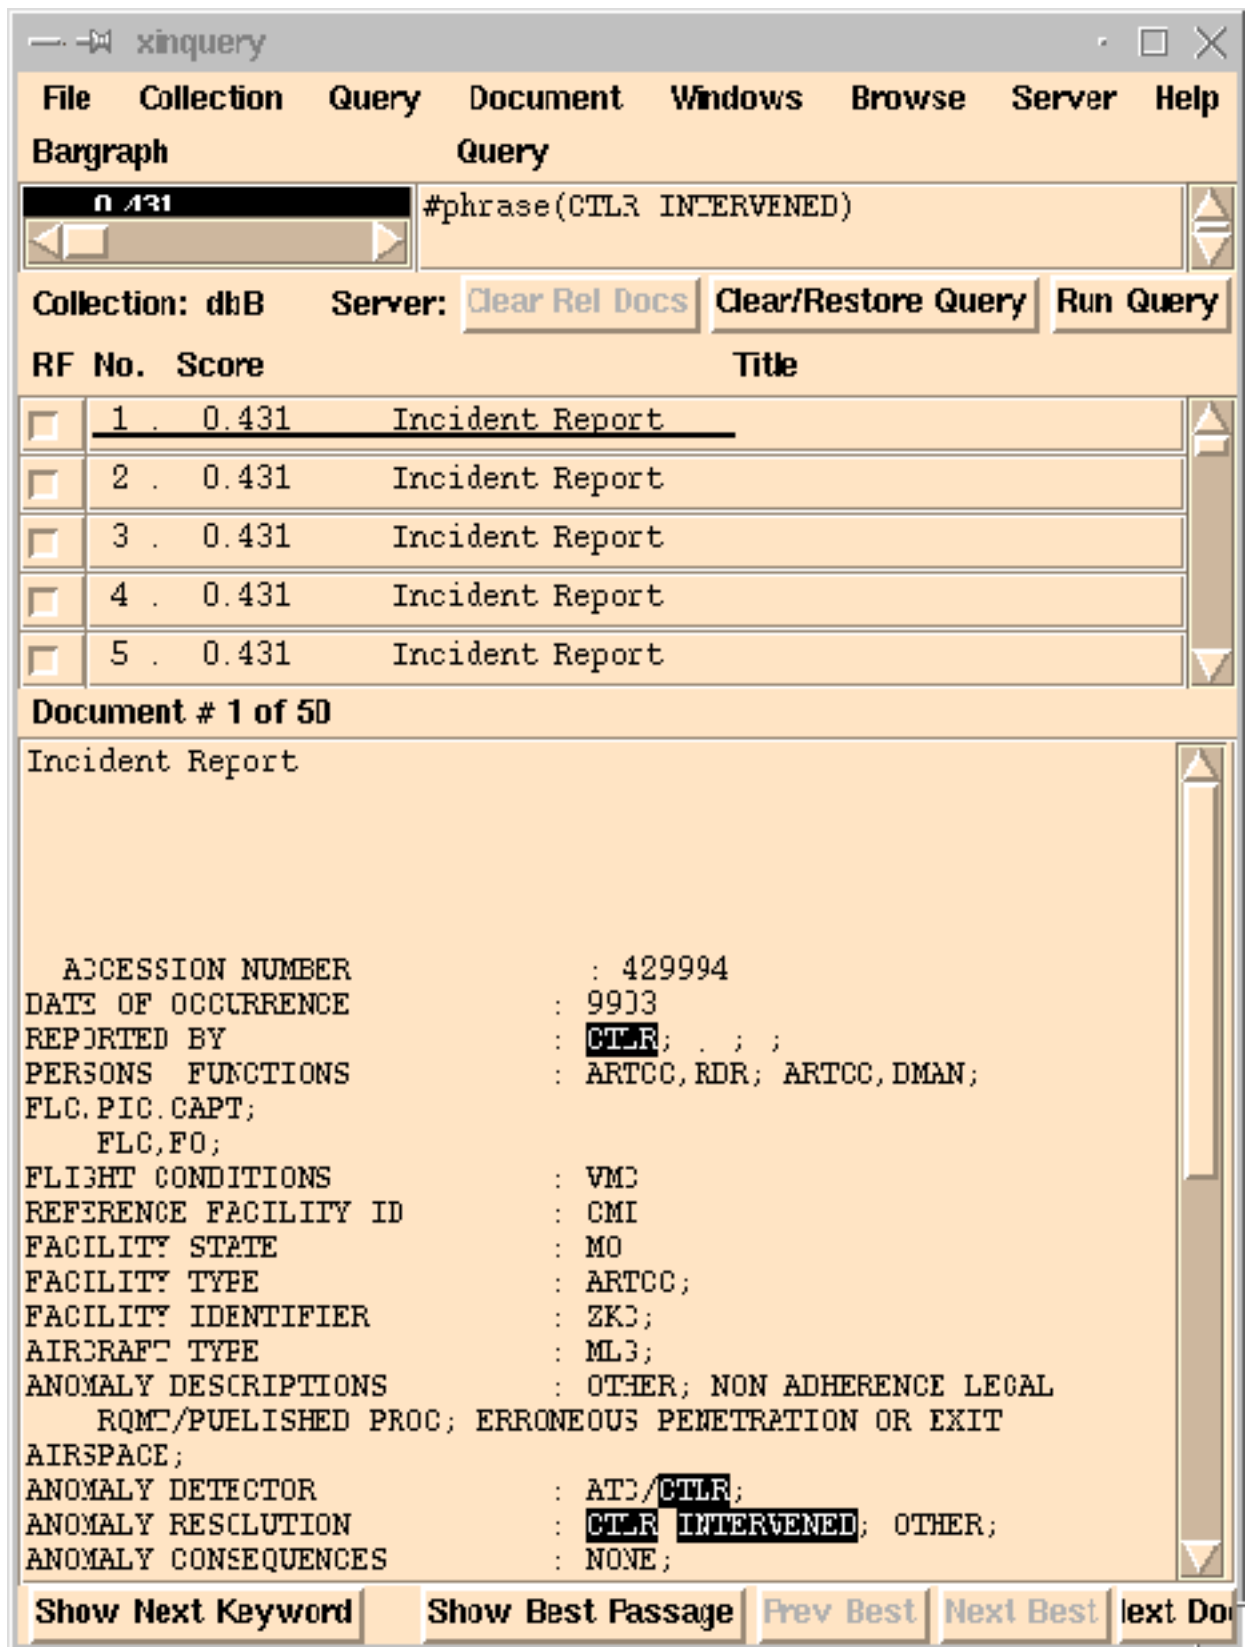 xinquery
File Collection Query Document Windows Browse Server Help
Bargraph Query
0.431 #phrase(CTLR INTERVENED)
Collection: dbB Server: Clear Rel Docs Clear/Restore Query Run Query
RF No. Score Title
1 . 0.431 Incident Report
2 . 0.431 Incident Report
3 . 0.431 Incident Report
4 . 0.431 Incident Report
5 . 0.431 Incident Report
Document # 1 of 50
Incident Report
ACCESSION NUMBER : 429994
DATE OF OCCURRENCE : 9903
REPORTED BY : CTLR; . ; ;
PERSONS FUNCTIONS : ARTCC,RDR; ARTCC,DMAN;
FLC.PIC.CAPT;
FLC,FO;
FLIGHT CONDITIONS : VMC
REFERENCE FACILITY ID : CMI
FACILITY STATE : MO
FACILITY TYPE : ARTCC;
FACILITY IDENTIFIER : ZKC;
AIRCRAFT TYPE : MLG;
ANOMALY DESCRIPTIONS : OTHER; NON ADHERENCE LEGAL
RQMT/PUBLISHED PROC; ERRONEOUS PENETRATION OR EXIT
AIRSPACE;
ANOMALY DETECTOR : ATC/CTLR;
ANOMALY RESOLUTION : CTLR INTERVENED; OTHER;
ANOMALY CONSEQUENCES : NONE;
Show Next Keyword Show Best Passage Prev Best Next Best Next Doc